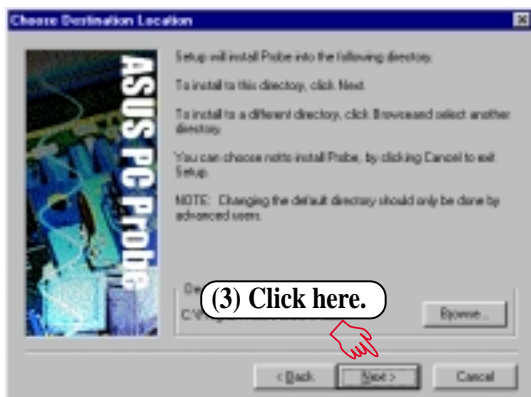 Choose Destination Location
ASUS PC Probe
Setup will install Probe into the following directory.
To install to this directory, click Next.
To install to a different directory, click Browse and select another
directory.
You can choose not to install Probe, by clicking Cancel to exit
Setup.
NOTE: Changing the default directory should only be done by
advanced users.
(3) Click here.
Browse...
< Back
Next >
Cancel